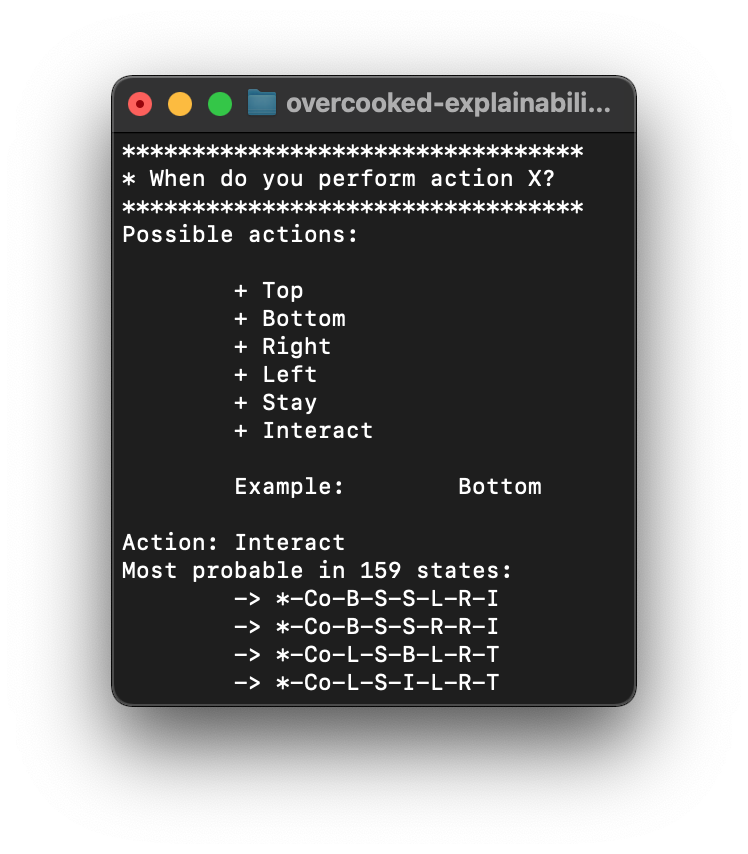 overcooked-explainabili...
*********************************
* When do you perform action X?
*********************************
Possible actions:
+ Top
+ Bottom
+ Right
+ Left
+ Stay
+ Interact
Example: Bottom
Action: Interact
Most probable in 159 states:
-> *-Co-B-S-S-L-R-I
-> *-Co-B-S-S-R-R-I
-> *-Co-L-S-B-L-R-T
-> *-Co-L-S-I-L-R-T